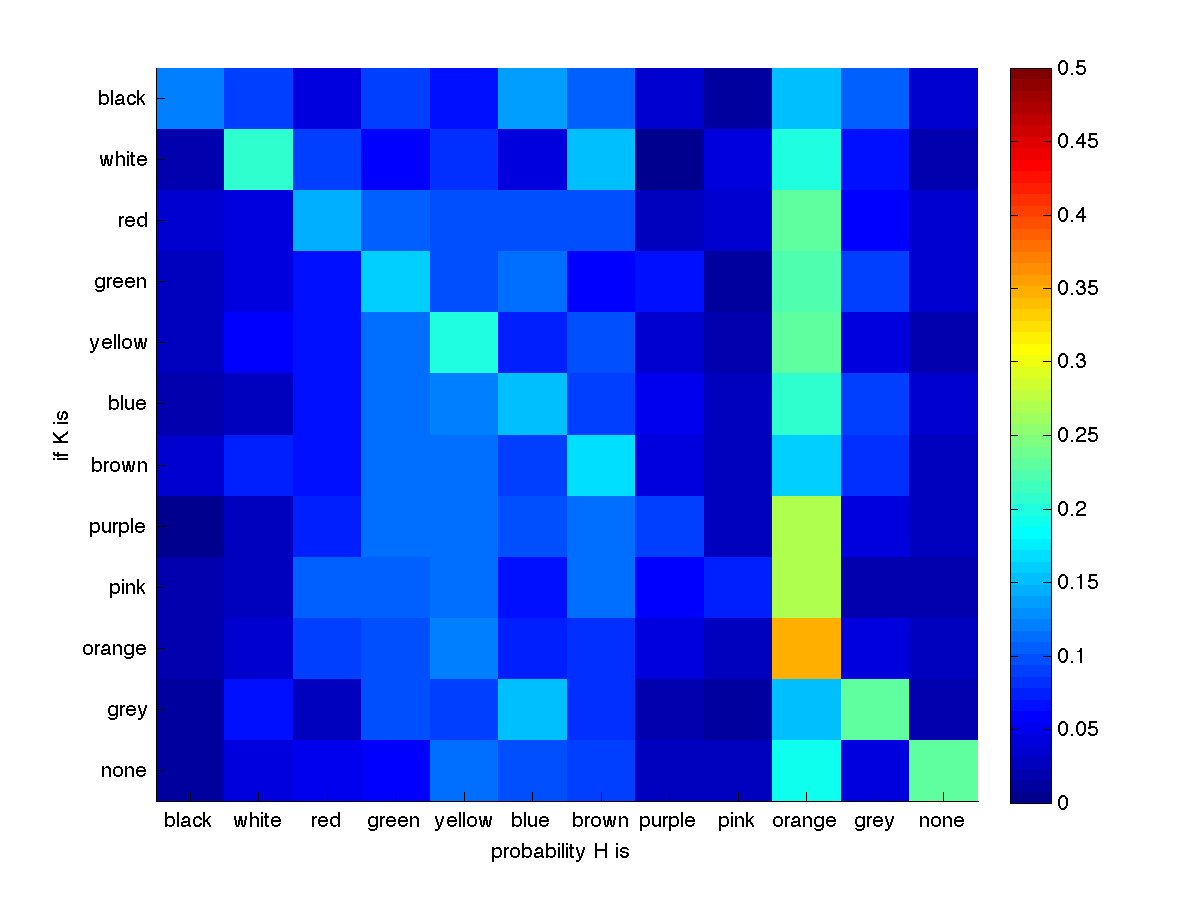 if K is
black
white
red
green
yellow
blue
brown
purple
pink
orange
grey
none
black white red green yellow blue brown purple pink orange grey none
probability H is
0.5
0.45
0.4
0.35
0.3
0.25
0.2
0.15
0.1
0.05
0